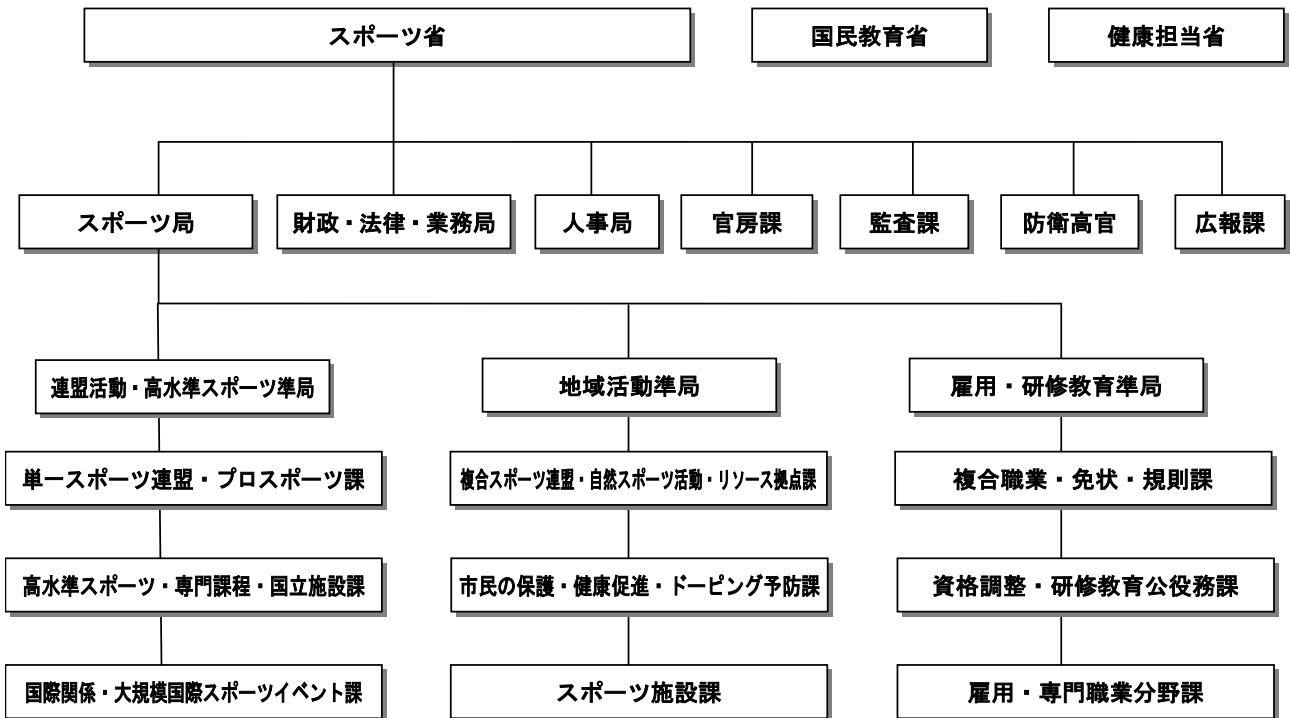 スポーツ省
国民教育省
健康担当省
スポーツ局
財政・法律・業務局
人事局
官房課
監査課
防衛高官
広報課
連盟活動・高水準スポーツ準局
地域活動準局
雇用・研修教育準局
単一スポーツ連盟・プロスポーツ課
複合スポーツ連盟・自然スポーツ活動・リソース拠点課
複合職業・免状・規則課
高水準スポーツ・専門課程・国立施設課
市民の保護・健康促進・ドーピング予防課
資格調整・研修教育公役務課
国際関係・大規模国際スポーツイベント課
スポーツ施設課
雇用・専門職業分野課